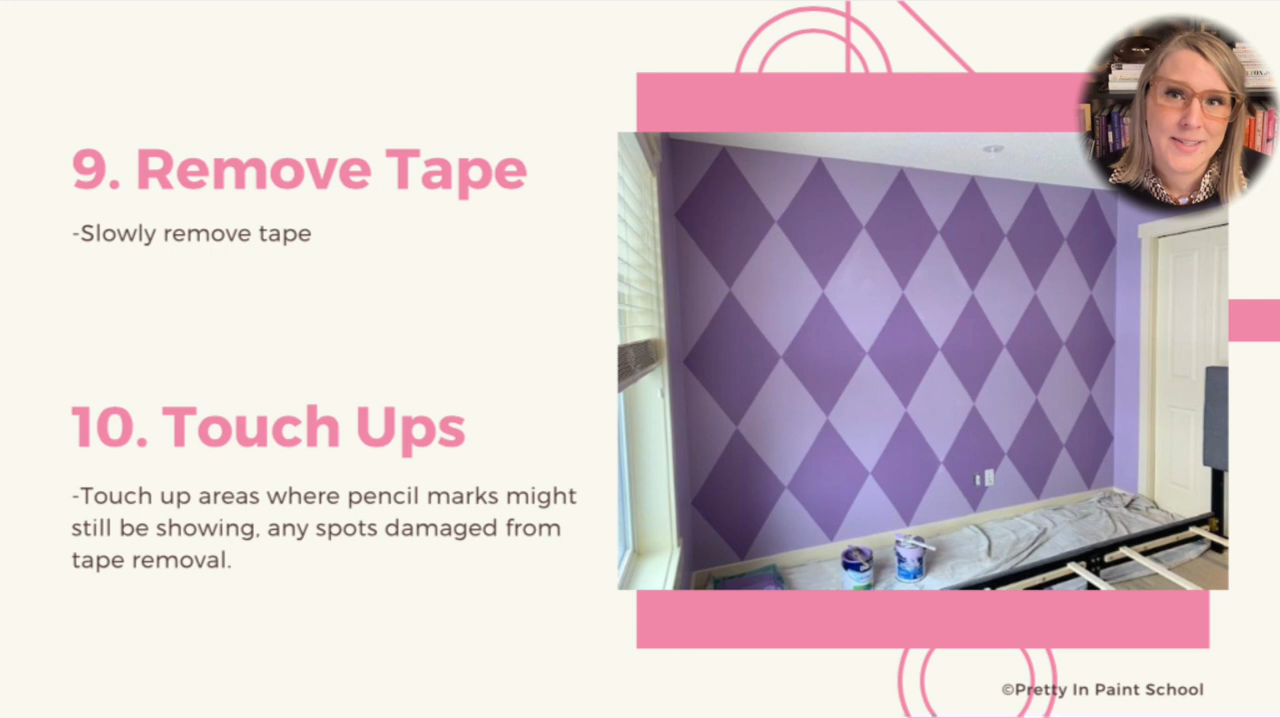 9. Remove Tape
-Slowly remove tape
10. Touch Ups
-Touch up areas where pencil marks might
still be showing, any spots damaged from
tape removal.
©Pretty In Paint School